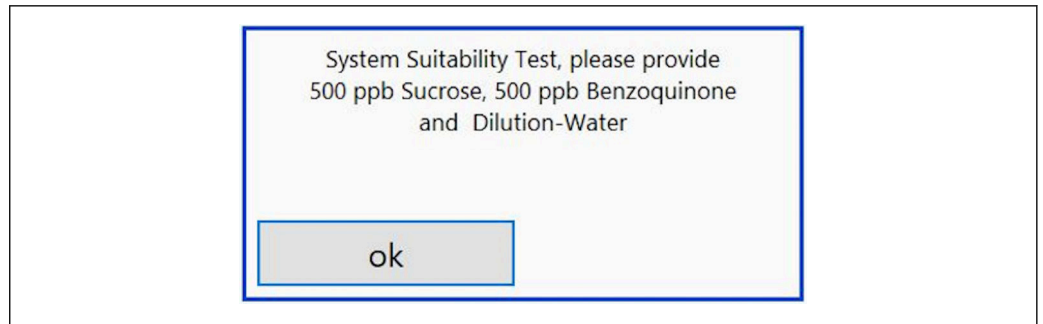 System Suitability Test, please provide
500 ppb Sucrose, 500 ppb Benzoquinone
and Dilution-Water
ok